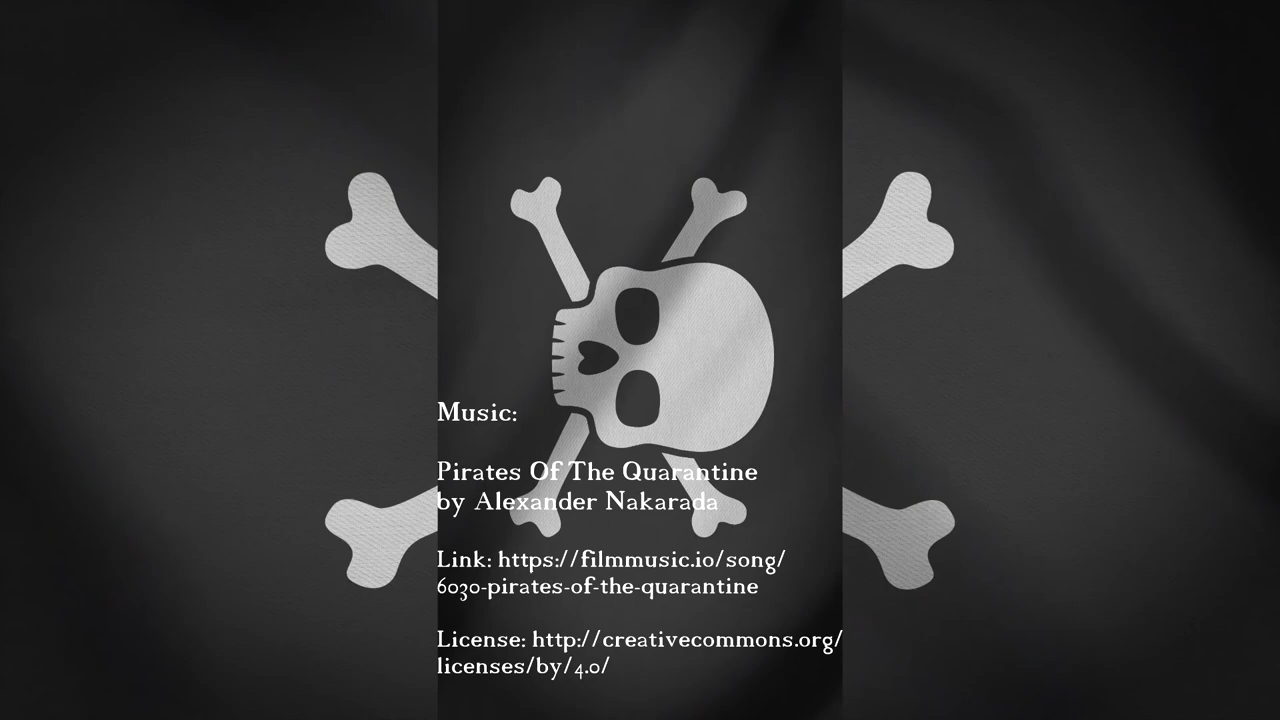 Music:
Pirates Of The Quarantine
by Alexander Nakarada
Link: https://filmmusic.io/song/
6030-pirates-of-the-quarantine
License: http://creativecommons.org/
licenses/by/4.0/